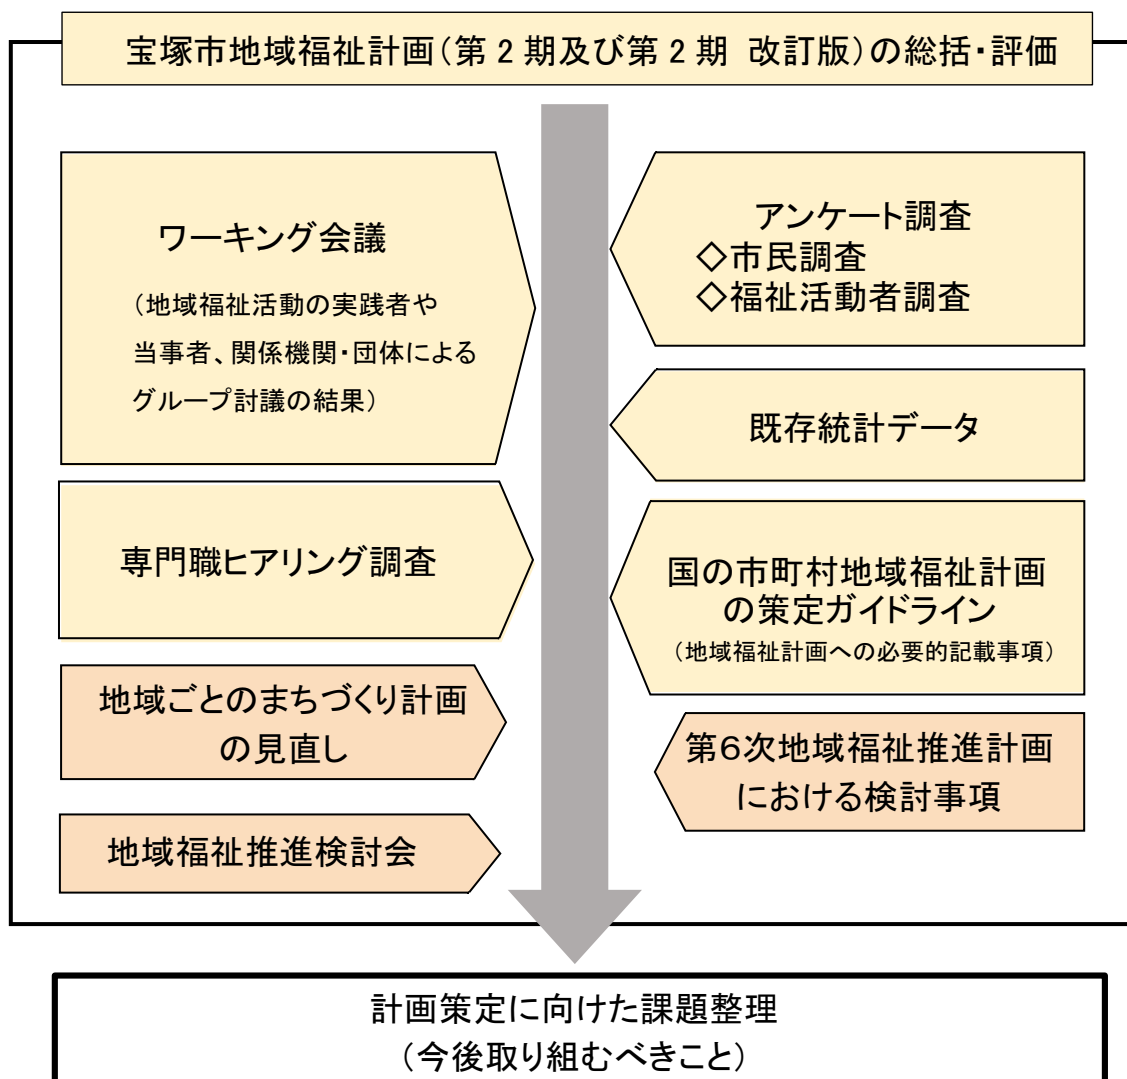 宝塚市地域福祉計画(第2期及び第2期 改訂版)の総括・評価
ワーキング会議
(地域福祉活動の実践者や
当事者、関係機関・団体による
グループ討議の結果)
専門職ヒアリング調査
地域ごとのまちづくり計画
の見直し
地域福祉推進検討会
アンケート調査
◇市民調査
◇福祉活動者調査
既存統計データ
国の市町村地域福祉計画
の策定ガイドライン
(地域福祉計画への必要的記載事項)
第6次地域福祉推進計画
における検討事項
計画策定に向けた課題整理
(今後取り組むべきこと)